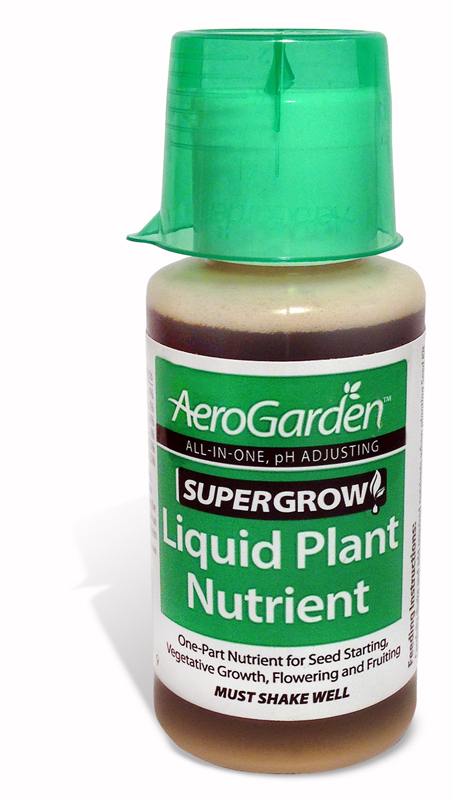 AeroGarden™
ALL-IN-ONE, pH ADJUSTING
SUPERGROW
Liquid Plant
Nutrient
One-Part Nutrient for Seed Starting,
Vegetative Growth, Flowering and Fruiting
MUST SHAKE WELL
Feeding Instructions: